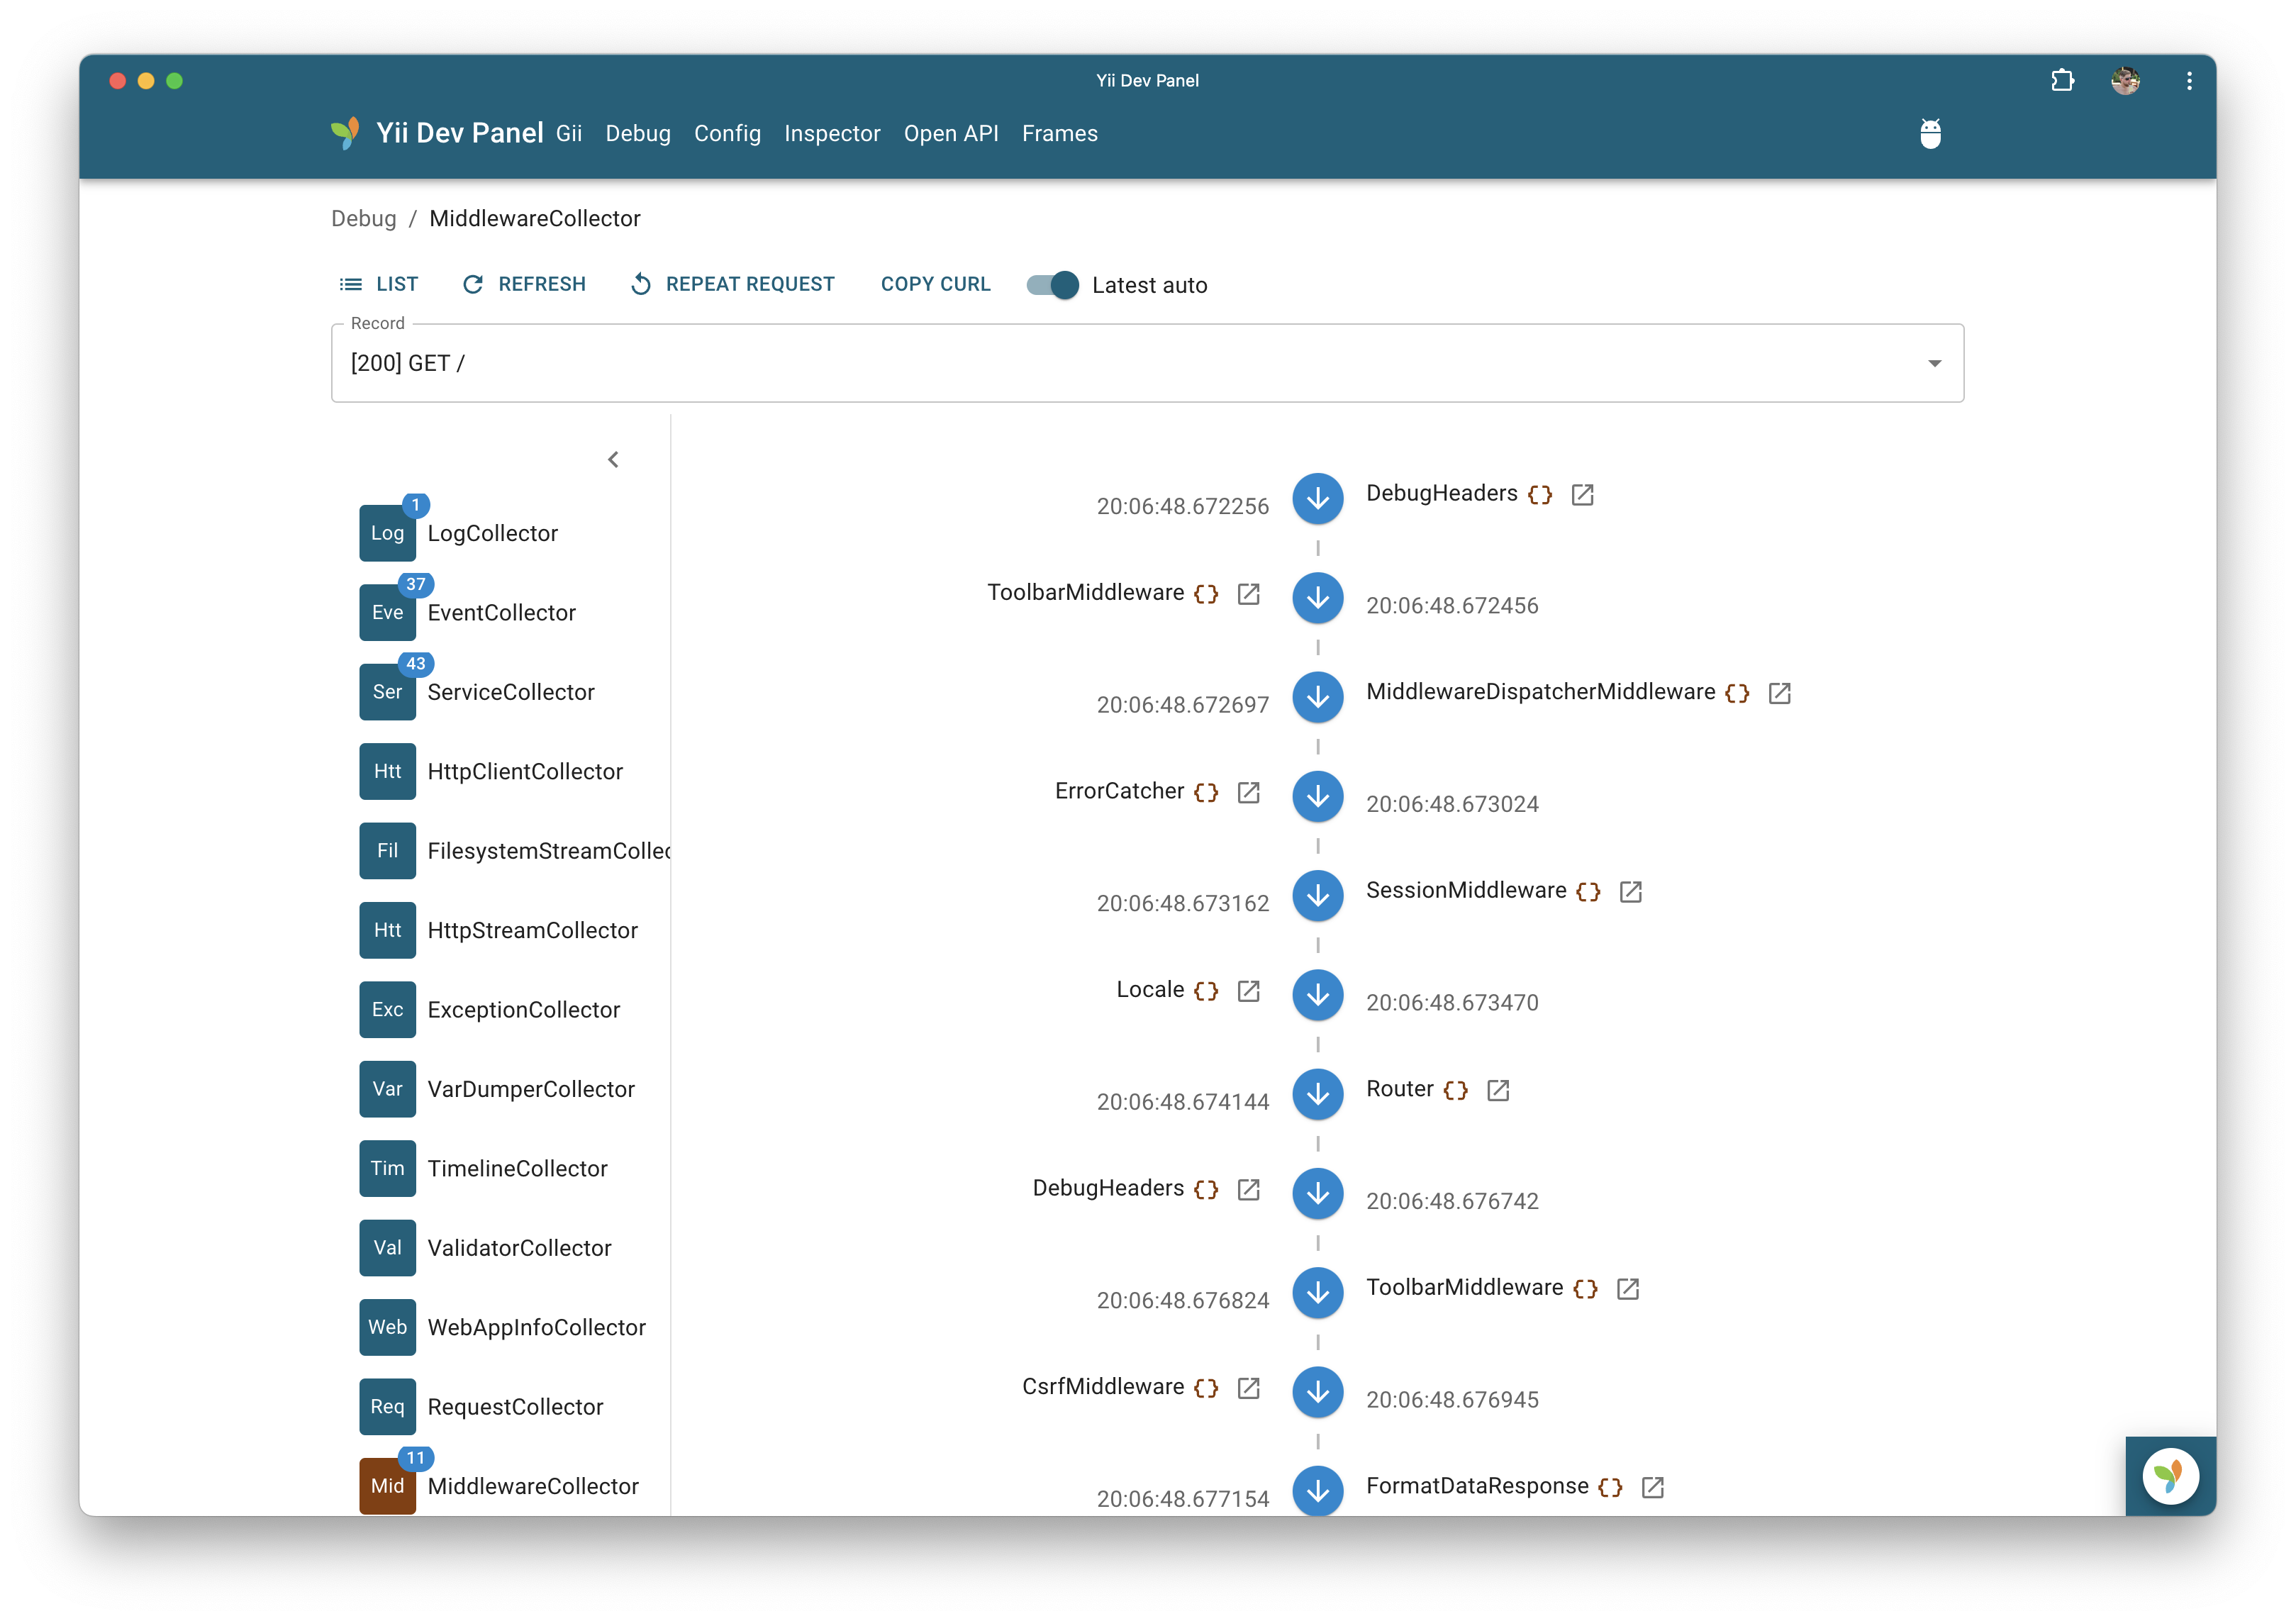 Yii Dev Panel
Yii Dev Panel Gii Debug Config Inspector Open API Frames
Debug / MiddlewareCollector
LIST REFRESH REPEAT REQUEST COPY CURL Latest auto
Record
[200] GET /
1
Log LogCollector
37
Eve EventCollector
43
Ser ServiceCollector
Htt HttpClientCollector
Fil FilesystemStreamCollec
Htt HttpStreamCollector
Exc ExceptionCollector
Var VarDumperCollector
Tim TimelineCollector
Val ValidatorCollector
Web WebAppInfoCollector
Req RequestCollector
11
Mid MiddlewareCollector
20:06:48.672256 DebugHeaders {}
ToolbarMiddleware {} 20:06:48.672456
20:06:48.672697 MiddlewareDispatcherMiddleware {}
ErrorCatcher {} 20:06:48.673024
20:06:48.673162 SessionMiddleware {}
Locale {} 20:06:48.673470
20:06:48.674144 Router {}
DebugHeaders {} 20:06:48.676742
20:06:48.676824 ToolbarMiddleware {}
CsrfMiddleware {} 20:06:48.676945
20:06:48.677154 FormatDataResponse {}